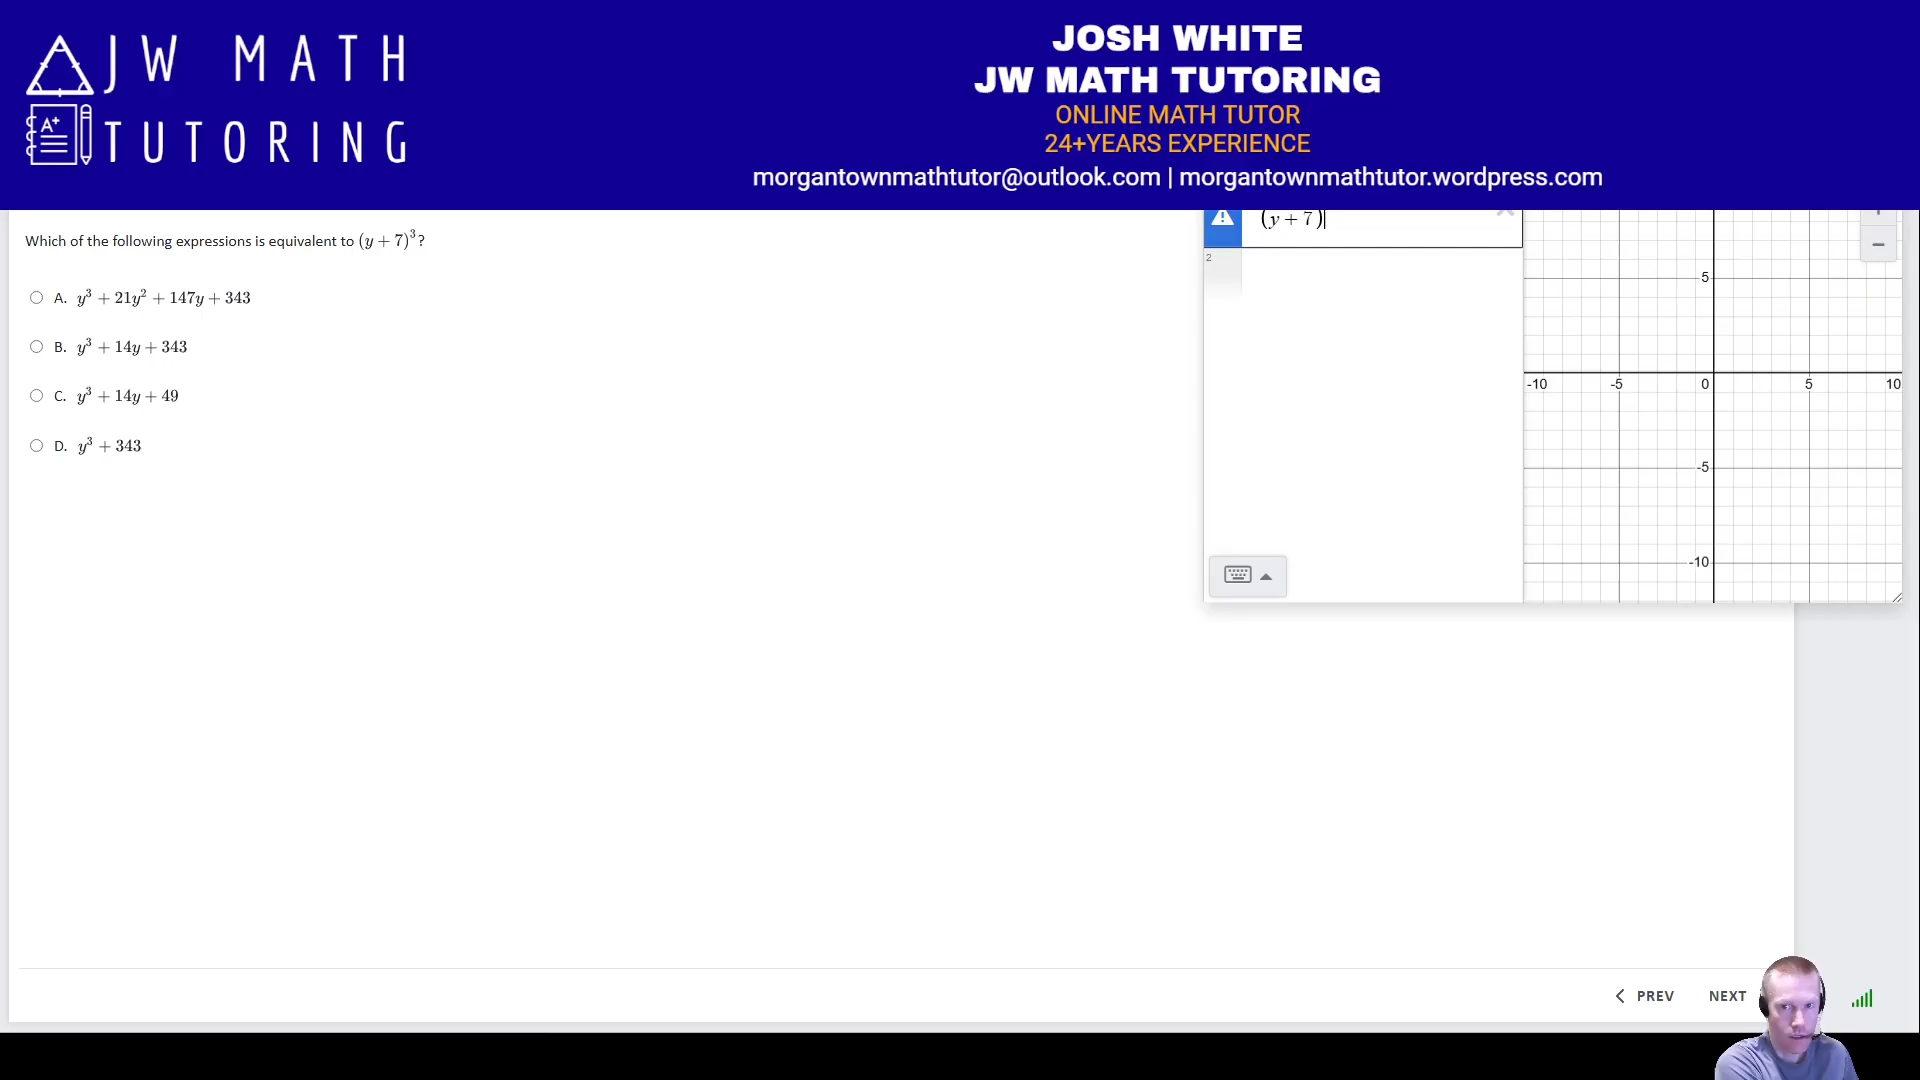 JW MATH
A+
TUTORING
JOSH WHITE
JW MATH TUTORING
ONLINE MATH TUTOR
24+YEARS EXPERIENCE
morgantownmathtutor@outlook.com | morgantownmathtutor.wordpress.com
Which of the following expressions is equivalent to (y + 7)³?
A. y³ + 21y² + 147y + 343
B. y³ + 14y + 343
C. y³ + 14y + 49
D. y³ + 343
(y + 7)
2
5
-10 -5 0 5 10
-5
-10
PREV NEXT